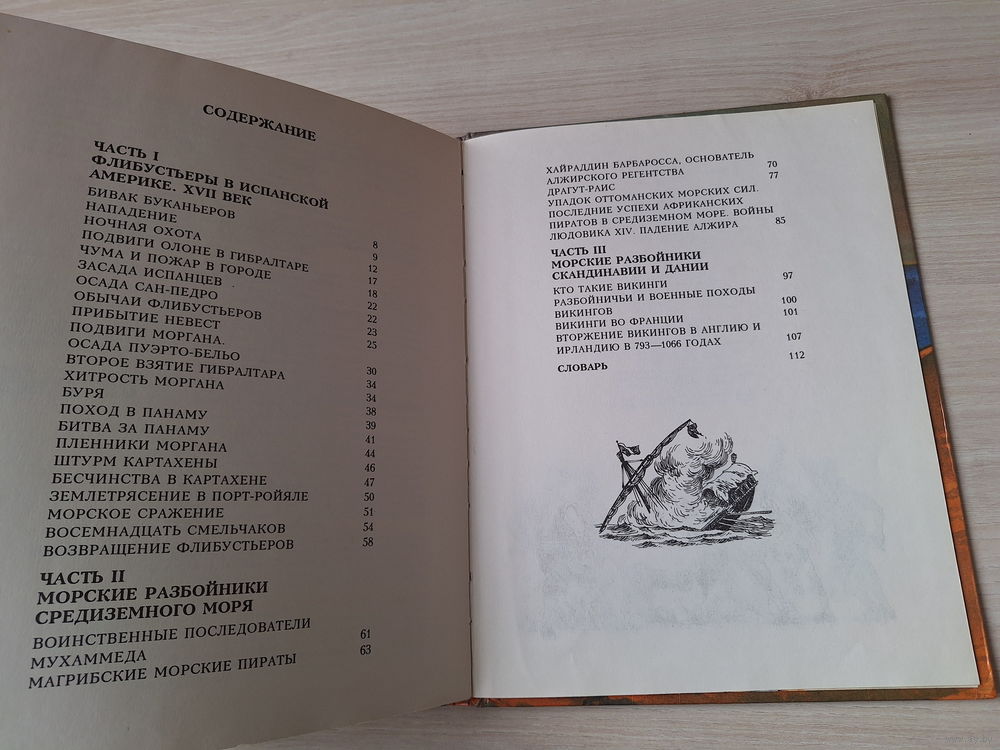 СОДЕРЖАНИЕ
ЧАСТЬ I
ФЛИБУСТЬЕРЫ В ИСПАНСКОЙ
АМЕРИКЕ. XVII ВЕК
БИВАК БУКАНЬЕРОВ 8
НАПАДЕНИЕ 9
НОЧНАЯ ОХОТА 12
ПОДВИГИ ОЛОНЕ В ГИБРАЛТАРЕ 17
ЧУМА И ПОЖАР В ГОРОДЕ 18
ЗАСАДА ИСПАНЦЕВ 22
ОСАДА САН-ПЕДРО 22
ОБЫЧАИ ФЛИБУСТЬЕРОВ 23
ПРИБЫТИЕ НЕВЕСТ 25
ПОДВИГИ МОРГАНА.
ОСАДА ПУЭРТО-БЕЛЬО 30
ВТОРОЕ ВЗЯТИЕ ГИБРАЛТАРА 34
ХИТРОСТЬ МОРГАНА 34
БУРЯ 38
ПОХОД В ПАНАМУ 39
БИТВА ЗА ПАНАМУ 41
ПЛЕННИКИ МОРГАНА 44
ШТУРМ КАРТАХЕНЫ 46
БЕСЧИНСТВА В КАРТАХЕНЕ 47
ЗЕМЛЕТРЯСЕНИЕ В ПОРТ-РОЙЯЛЕ 50
МОРСКОЕ СРАЖЕНИЕ 51
ВОСЕМНАДЦАТЬ СМЕЛЬЧАКОВ 54
ВОЗВРАЩЕНИЕ ФЛИБУСТЬЕРОВ 58
ЧАСТЬ II
МОРСКИЕ РАЗБОЙНИКИ
СРЕДИЗЕМНОГО МОРЯ
ВОИНСТВЕННЫЕ ПОСЛЕДОВАТЕЛИ
МУХАММЕДА 61
МАГРИБСКИЕ МОРСКИЕ ПИРАТЫ 63
ХАЙРАДДИН БАРБАРОССА, ОСНОВАТЕЛЬ
АЛЖИРСКОГО РЕГЕНТСТВА 70
ДРАГУТ-РАИС 77
УПАДОК ОТТОМАНСКИХ МОРСКИХ СИЛ.
ПОСЛЕДНИЕ УСПЕХИ АФРИКАНСКИХ
ПИРАТОВ В СРЕДИЗЕМНОМ МОРЕ. ВОЙНЫ
ЛЮДОВИКА XIV. ПАДЕНИЕ АЛЖИРА 85
ЧАСТЬ III
МОРСКИЕ РАЗБОЙНИКИ
СКАНДИНАВИИ И ДАНИИ
КТО ТАКИЕ ВИКИНГИ 97
РАЗБОЙНИЧЬИ И ВОЕННЫЕ ПОХОДЫ
ВИКИНГОВ 100
ВИКИНГИ ВО ФРАНЦИИ 101
ВТОРЖЕНИЕ ВИКИНГОВ В АНГЛИЮ И
ИРЛАНДИЮ В 793—1066 ГОДАХ 107
СЛОВАРЬ 112